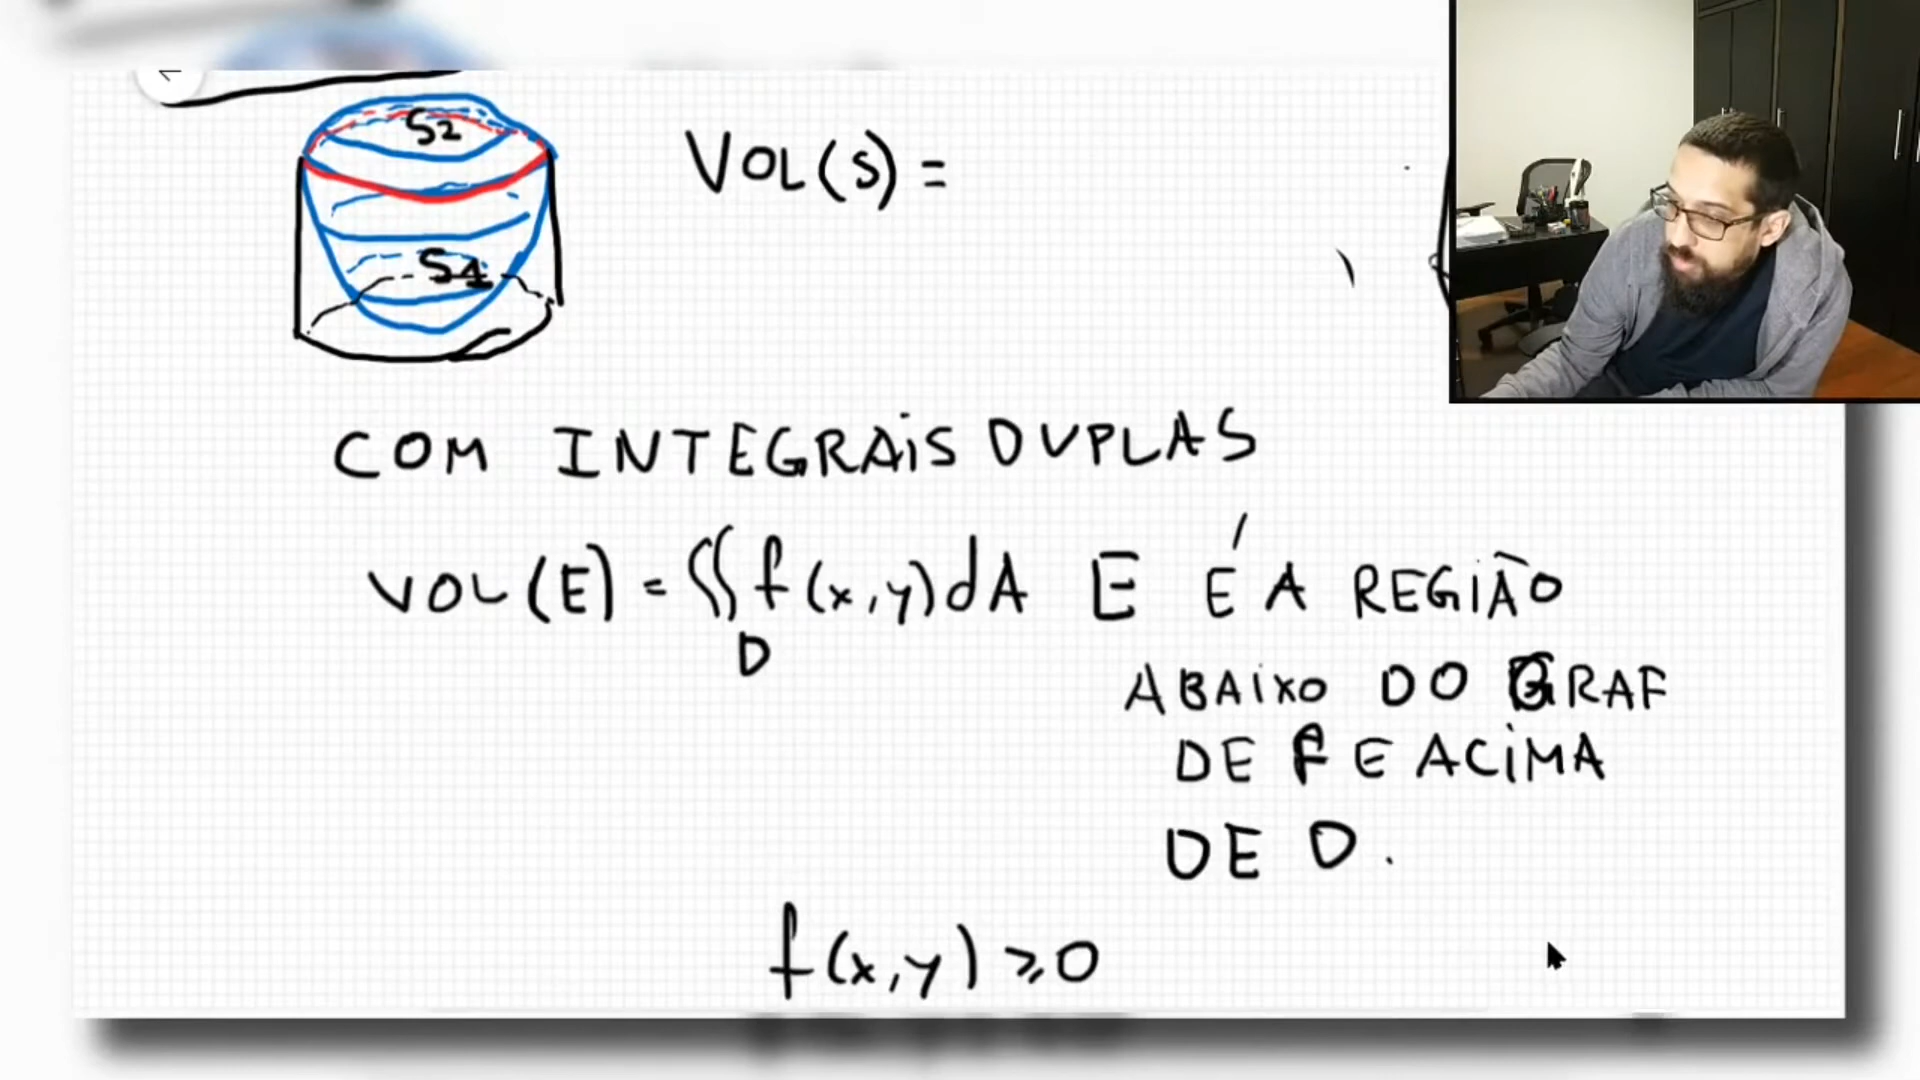 S2
VOL(S) =
S1
COM INTEGRAIS DUPLAS
VOL(E) = ∬ f(x,y)dA E É A REGIÃO
D
ABAIXO DO GRAF
DE F E ACIMA
DE D.
f(x,y) ⩾ 0